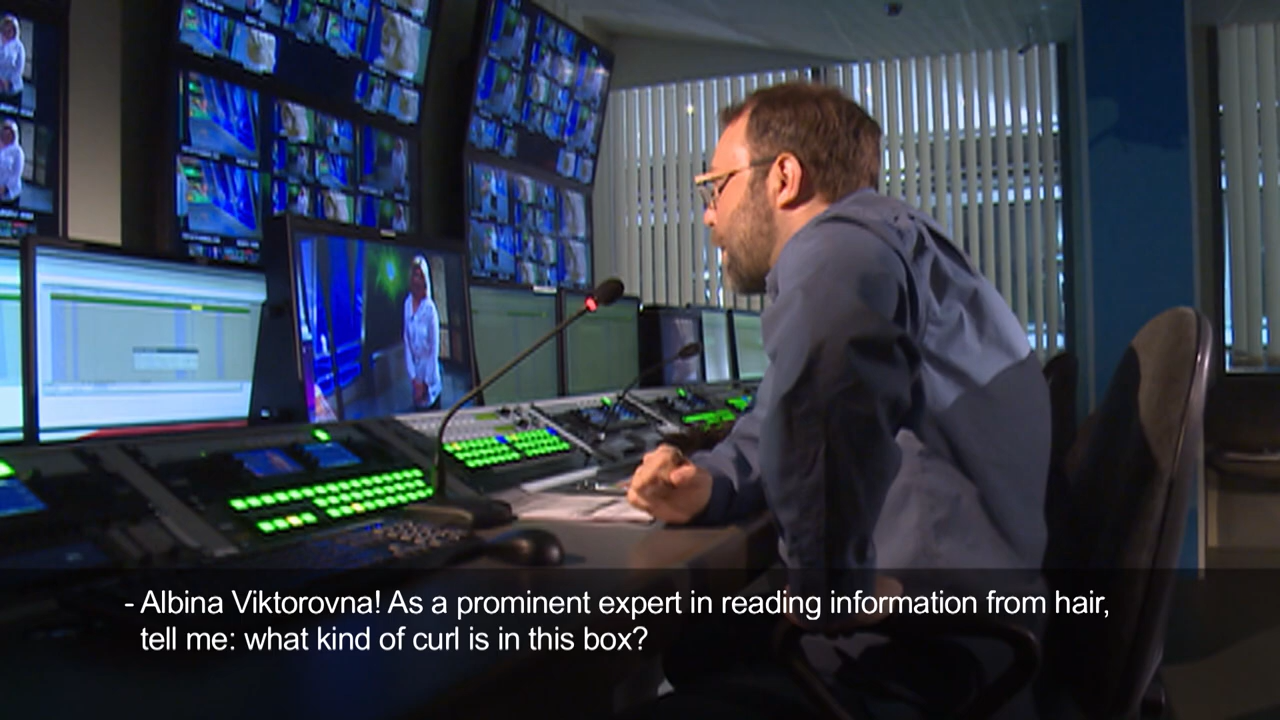 - Albina Viktorovna! As a prominent expert in reading information from hair,
tell me: what kind of curl is in this box?